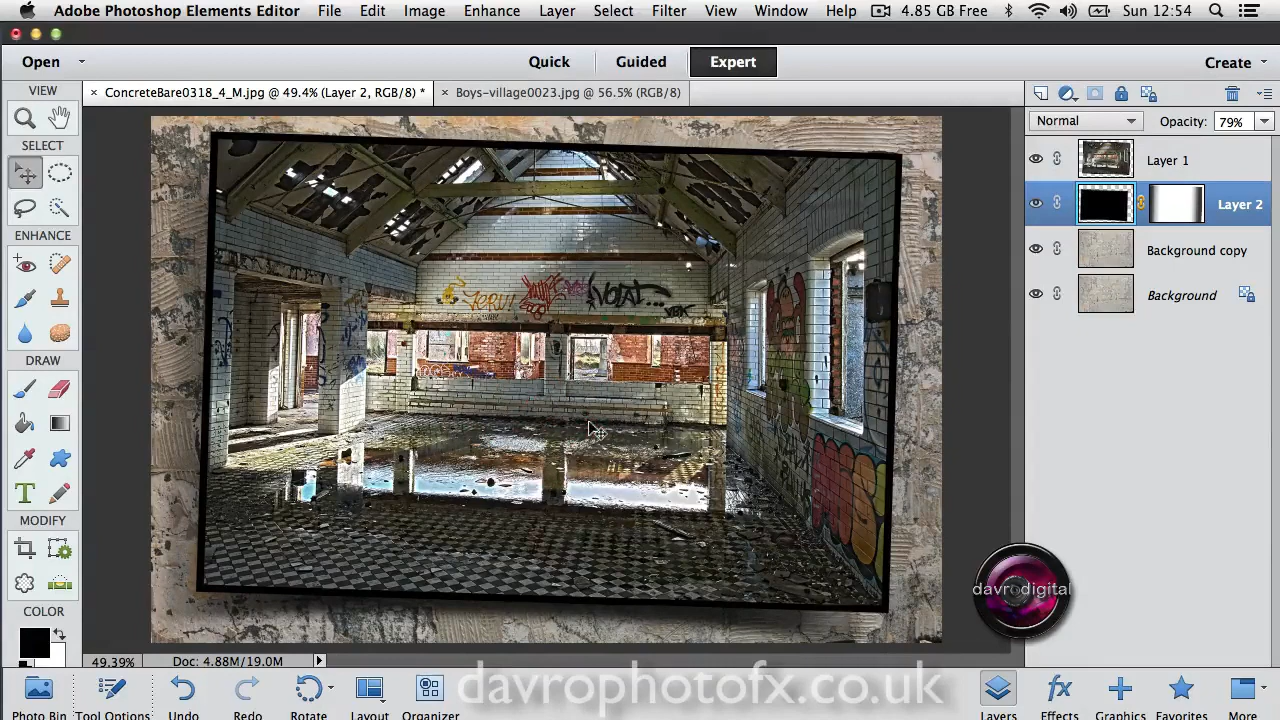 Adobe Photoshop Elements Editor File Edit Image Enhance Layer Select Filter View Window Help 4.85 GB Free Sun 12:54
Open Quick Guided Expert Create
VIEW × ConcreteBare0318_4_M.jpg @ 49.4% (Layer 2, RGB/8) * × Boys-village0023.jpg @ 56.5% (RGB/8)
Normal Opacity: 79%
SELECT
Layer 1
Layer 2
ENHANCE
Background copy
Background
DRAW
MODIFY
davrodigital
COLOR
49.39% Doc: 4.88M/19.0M
davrophotofx.co.uk
Photo Bin Tool Options Undo Redo Rotate Layout Organizer Layers Effects Graphics Favorites More